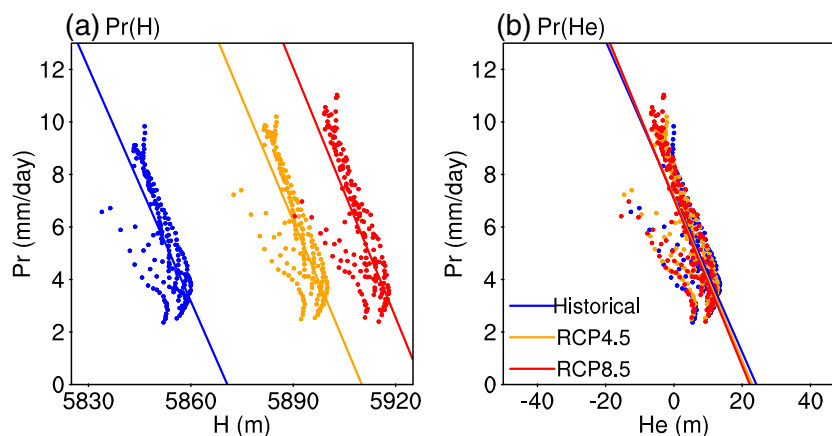 (a) Pr(H)
12
10
8
6
4
2
0
Pr (mm/day)
5830 5860 5890 5920
H (m)
(b) Pr(He)
12
10
8
6
4
2
0
Pr (mm/day)
Historical
RCP4.5
RCP8.5
-40 -20 0 20 40
He (m)